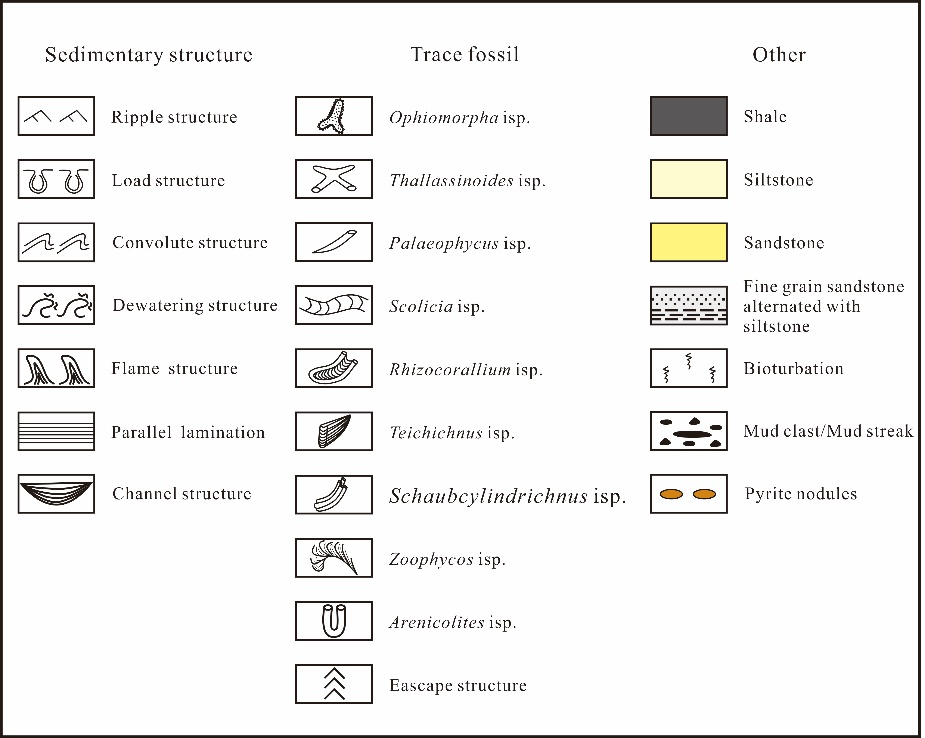 Sedimentary structure
Ripple structure
Load structure
Convolute structure
Dewatering structure
Flame structure
Parallel lamination
Channel structure
Trace fossil
Ophiomorpha isp.
Thallassinoides isp.
Palaeophycus isp.
Scolicia isp.
Rhizocorallium isp.
Teichichnus isp.
Schaubcylindrichnus isp.
Zoophycos isp.
Arenicolites isp.
Eascape structure
Other
Shale
Siltstone
Sandstone
Fine grain sandstone
alternated with
siltstone
Bioturbation
Mud clast/Mud streak
Pyrite nodules